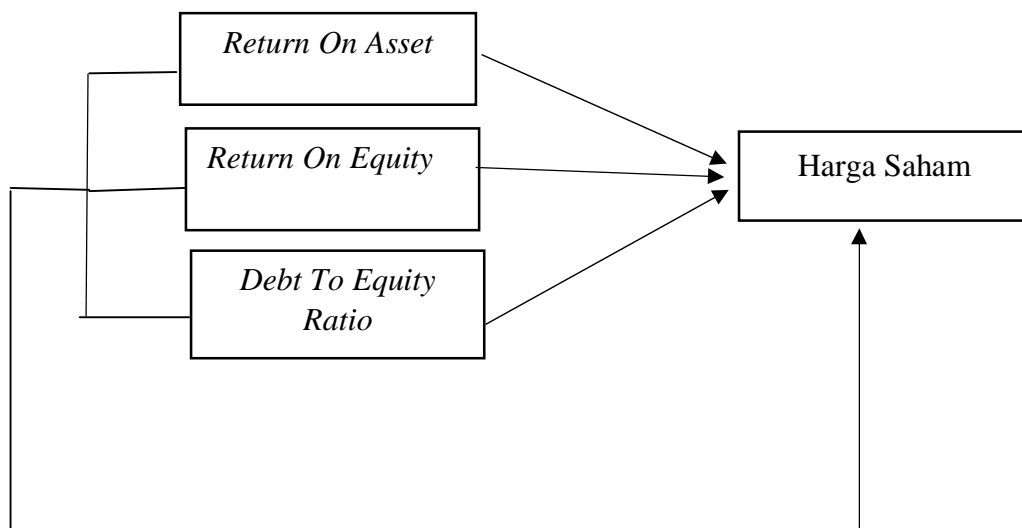 Return On Asset
Return On Equity
Harga Saham
Debt To Equity
Ratio